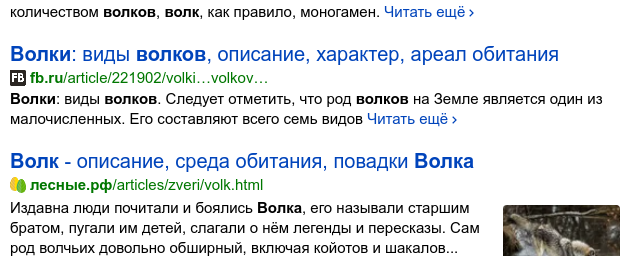 количеством волков, волк, как правило, моногамен. Читать ещё ›
Волки: виды волков, описание, характер, ареал обитания
FB fb.ru/article/221902/volki…volkov…
Волки: виды волков. Следует отметить, что род волков на Земле является один из
малочисленных. Его составляют всего семь видов Читать ещё ›
Волк - описание, среда обитания, повадки Волка
лесные.рф/articles/zveri/volk.html
Издавна люди почитали и боялись Волка, его называли старшим
братом, пугали им детей, слагали о нём легенды и пересказы. Сам
род волчьих довольно обширный, включая койотов и шакалов...